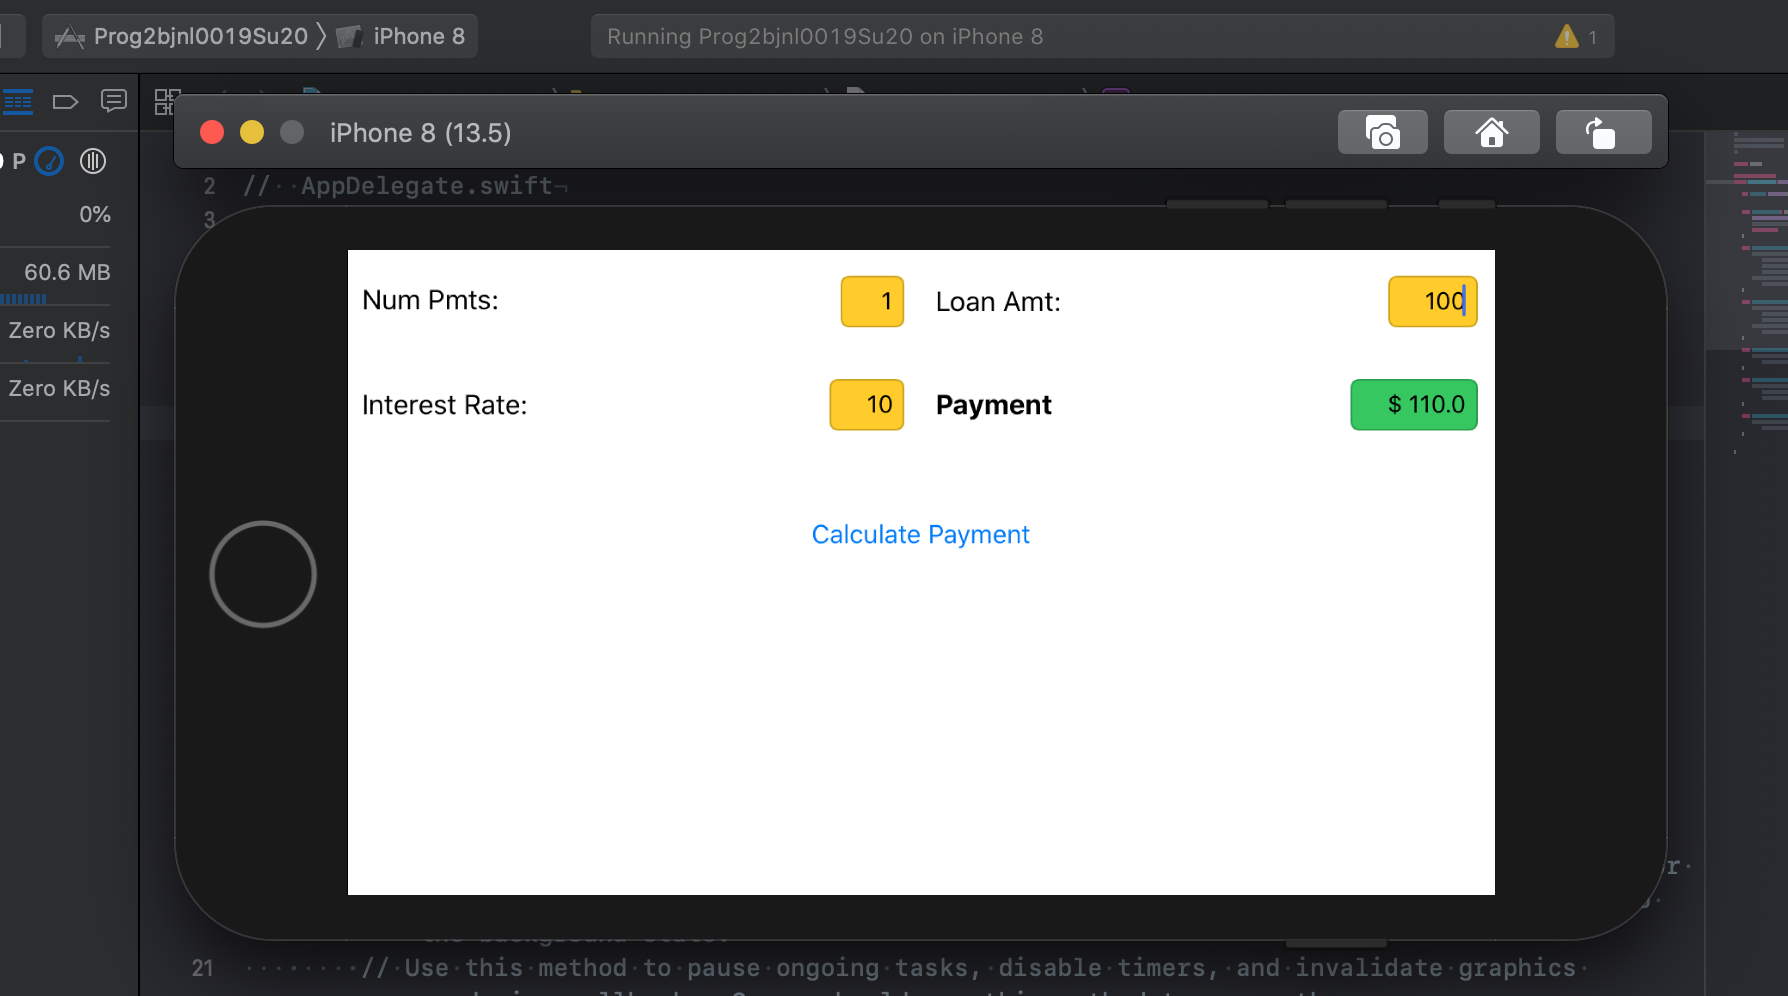 Prog2bjnl0019Su20 〉 iPhone 8
Running Prog2bjnl0019Su20 on iPhone 8
1
iPhone 8 (13.5)
P
2 // ··AppDelegate.swift¬
3
0%
60.6 MB
Zero KB/s
Zero KB/s
Num Pmts: 1 Loan Amt: 100
Interest Rate: 10 Payment $ 110.0
Calculate Payment
21 ········//·Use·this·method·to·pause·ongoing·tasks,·disable·timers,·and·invalidate·graphics·